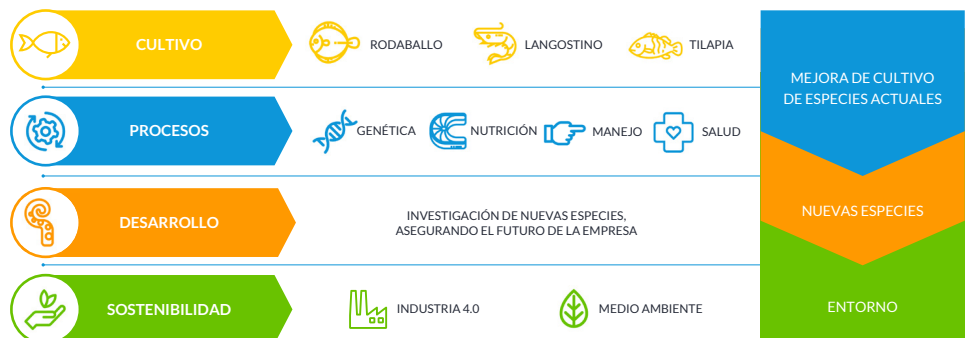 CULTIVO
RODABALLO
LANGOSTINO
TILAPIA
MEJORA DE CULTIVO
DE ESPECIES ACTUALES
PROCESOS
GENÉTICA
NUTRICIÓN
MANEJO
SALUD
DESARROLLO
INVESTIGACIÓN DE NUEVAS ESPECIES,
ASEGURANDO EL FUTURO DE LA EMPRESA
NUEVAS ESPECIES
SOSTENIBILIDAD
INDUSTRIA 4.0
MEDIO AMBIENTE
ENTORNO